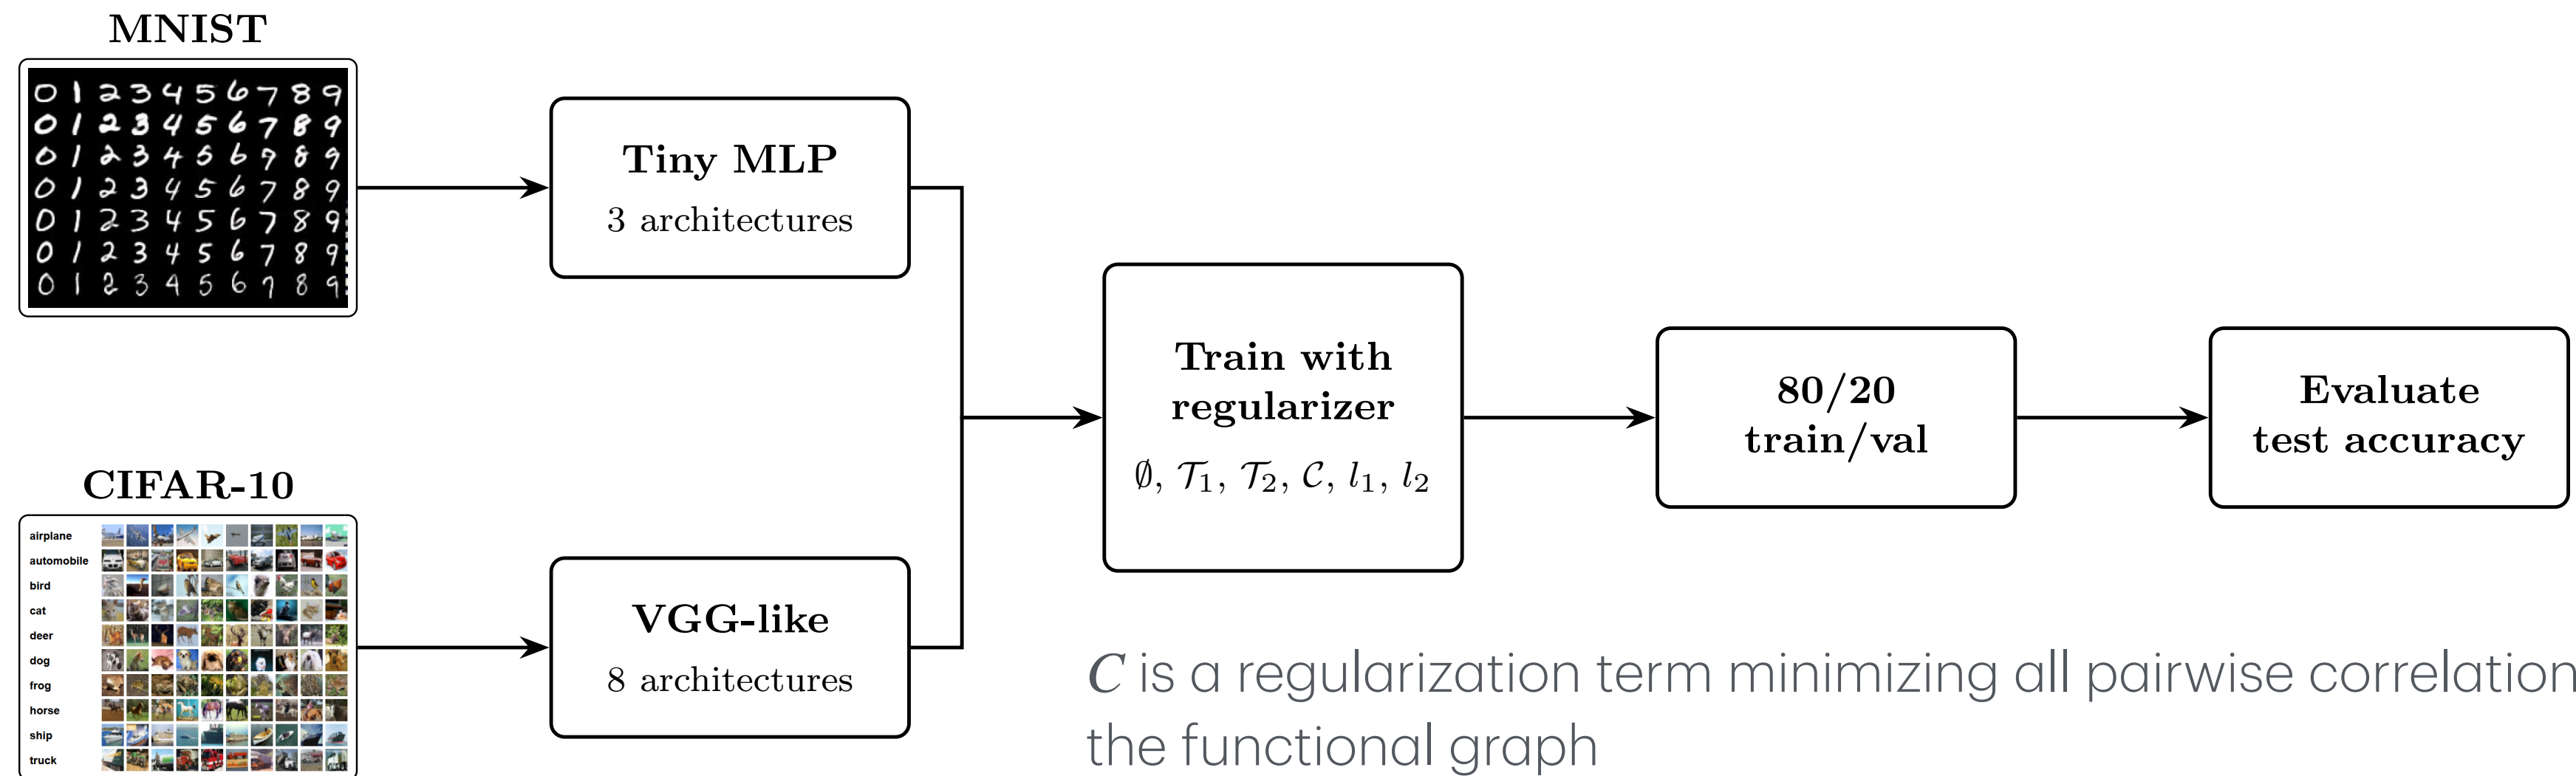 MNIST
0 1 2 3 4 5 6 7 8 9
0 1 2 3 4 5 6 7 8 9
0 1 2 3 4 5 6 7 8 9
0 1 2 3 4 5 6 7 8 9
0 1 2 3 4 5 6 7 8 9
0 1 2 3 4 5 6 7 8 9
0 1 2 3 4 5 6 7 8 9
Tiny MLP
3 architectures
CIFAR-10
airplane
automobile
bird
cat
deer
dog
frog
horse
ship
truck
VGG-like
8 architectures
Train with
regularizer
∅, 𝒯₁, 𝒯₂, 𝒞, l₁, l₂
80/20
train/val
Evaluate
test accuracy
C is a regularization term minimizing all pairwise correlation
the functional graph